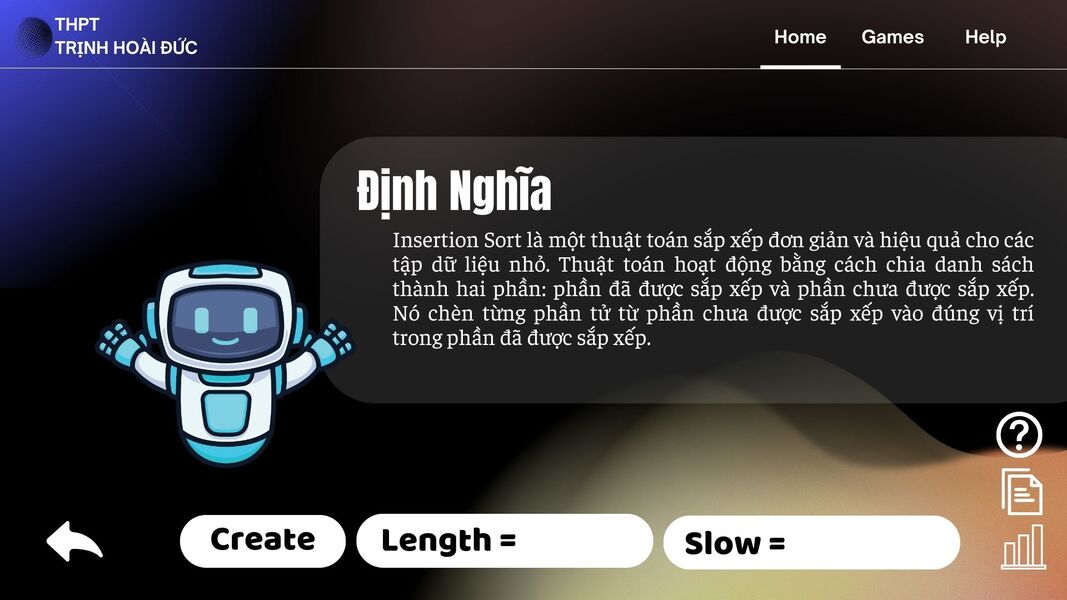 THPT
TRỊNH HOÀI ĐỨC
Home Games Help
Định Nghĩa
Insertion Sort là một thuật toán sắp xếp đơn giản và hiệu quả cho các
tập dữ liệu nhỏ. Thuật toán hoạt động bằng cách chia danh sách
thành hai phần: phần đã được sắp xếp và phần chưa được sắp xếp.
Nó chèn từng phần tử từ phần chưa được sắp xếp vào đúng vị trí
trong phần đã được sắp xếp.
?
Create Length = Slow =